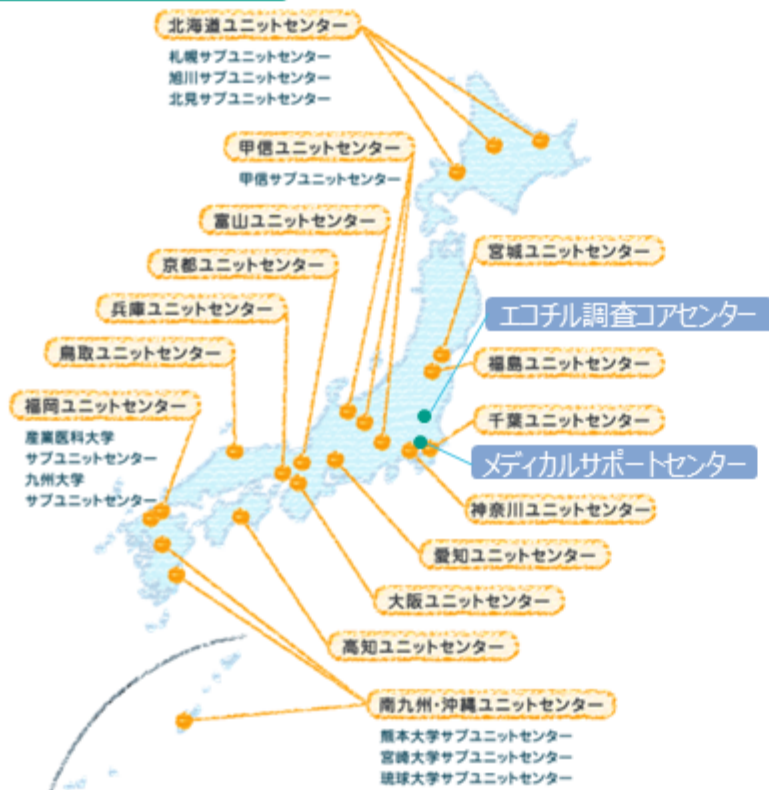 北海道ユニットセンター
札幌サブユニットセンター
旭川サブユニットセンター
北見サブユニットセンター
甲信ユニットセンター
甲信サブユニットセンター
富山ユニットセンター
京都ユニットセンター
兵庫ユニットセンター
鳥取ユニットセンター
福岡ユニットセンター
産業医科大学
サブユニットセンター
九州大学
サブユニットセンター
宮城ユニットセンター
エコチル調査コアセンター
福島ユニットセンター
千葉ユニットセンター
メディカルサポートセンター
神奈川ユニットセンター
愛知ユニットセンター
大阪ユニットセンター
高知ユニットセンター
南九州・沖縄ユニットセンター
熊本大学サブユニットセンター
宮崎大学サブユニットセンター
琉球大学サブユニットセンター